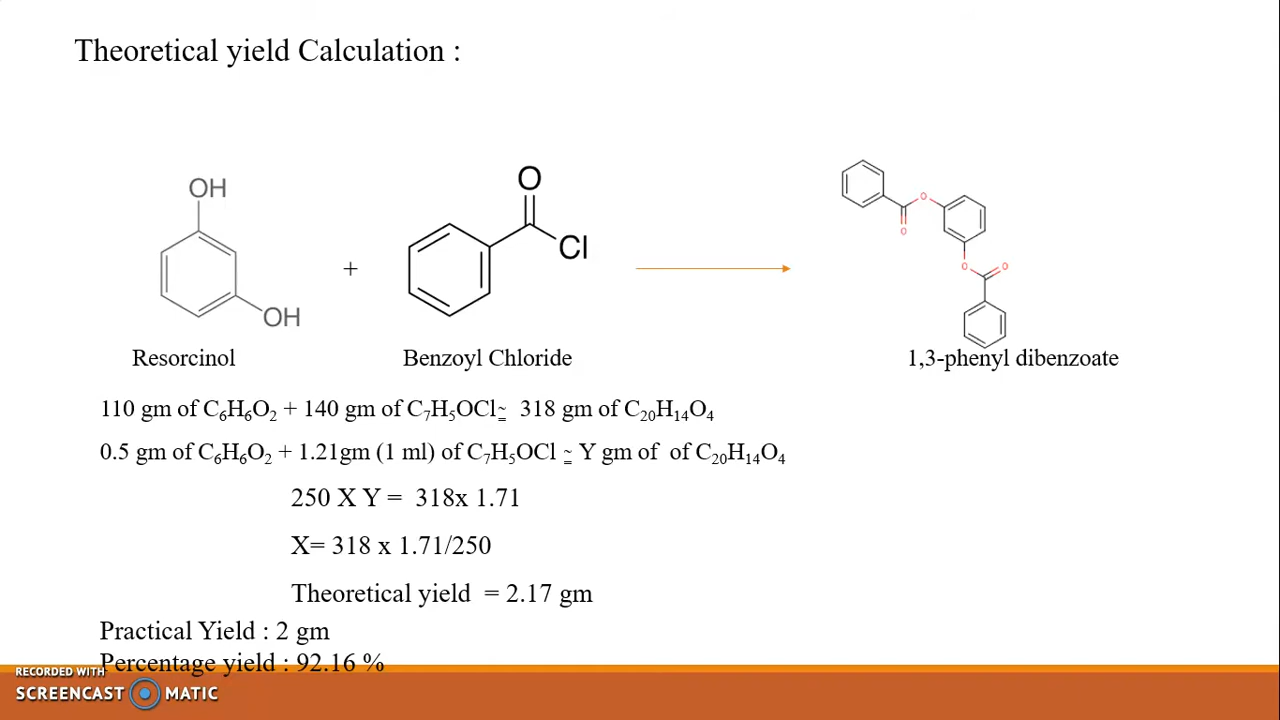 Theoretical yield Calculation :
OH
O
Cl
OH
+
O
O
O
O
Resorcinol
Benzoyl Chloride
1,3-phenyl dibenzoate
110 gm of C₆H₆O₂ + 140 gm of C₇H₅OCl ≅ 318 gm of C₂₀H₁₄O₄
0.5 gm of C₆H₆O₂ + 1.21gm (1 ml) of C₇H₅OCl ≅ Y gm of of C₂₀H₁₄O₄
250 X Y = 318x 1.71
X= 318 x 1.71/250
Theoretical yield = 2.17 gm
Practical Yield : 2 gm
Percentage yield : 92.16 %
RECORDED WITH
SCREENCAST MATIC